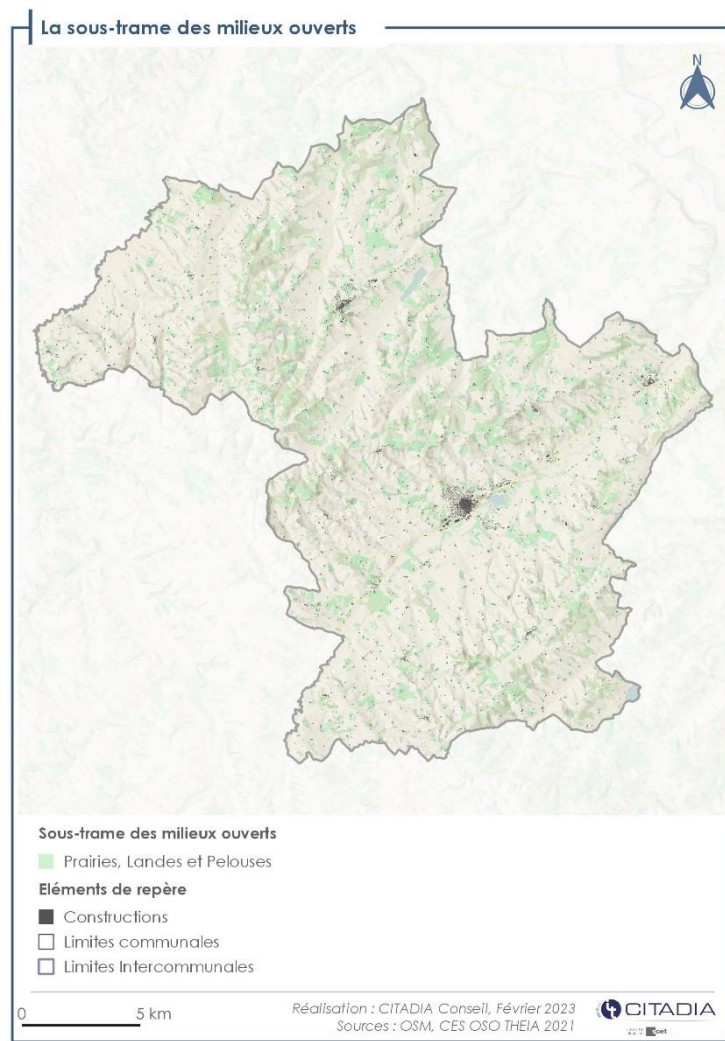 La sous-trame des milieux ouverts
N
Sous-trame des milieux ouverts
Prairies, Landes et Pelouses
Eléments de repère
Constructions
Limites communales
Limites Intercommunales
0 5 km
Réalisation : CITADIA Conseil, Février 2023
Sources : OSM, CES OSO THEIA 2021
CITADIA